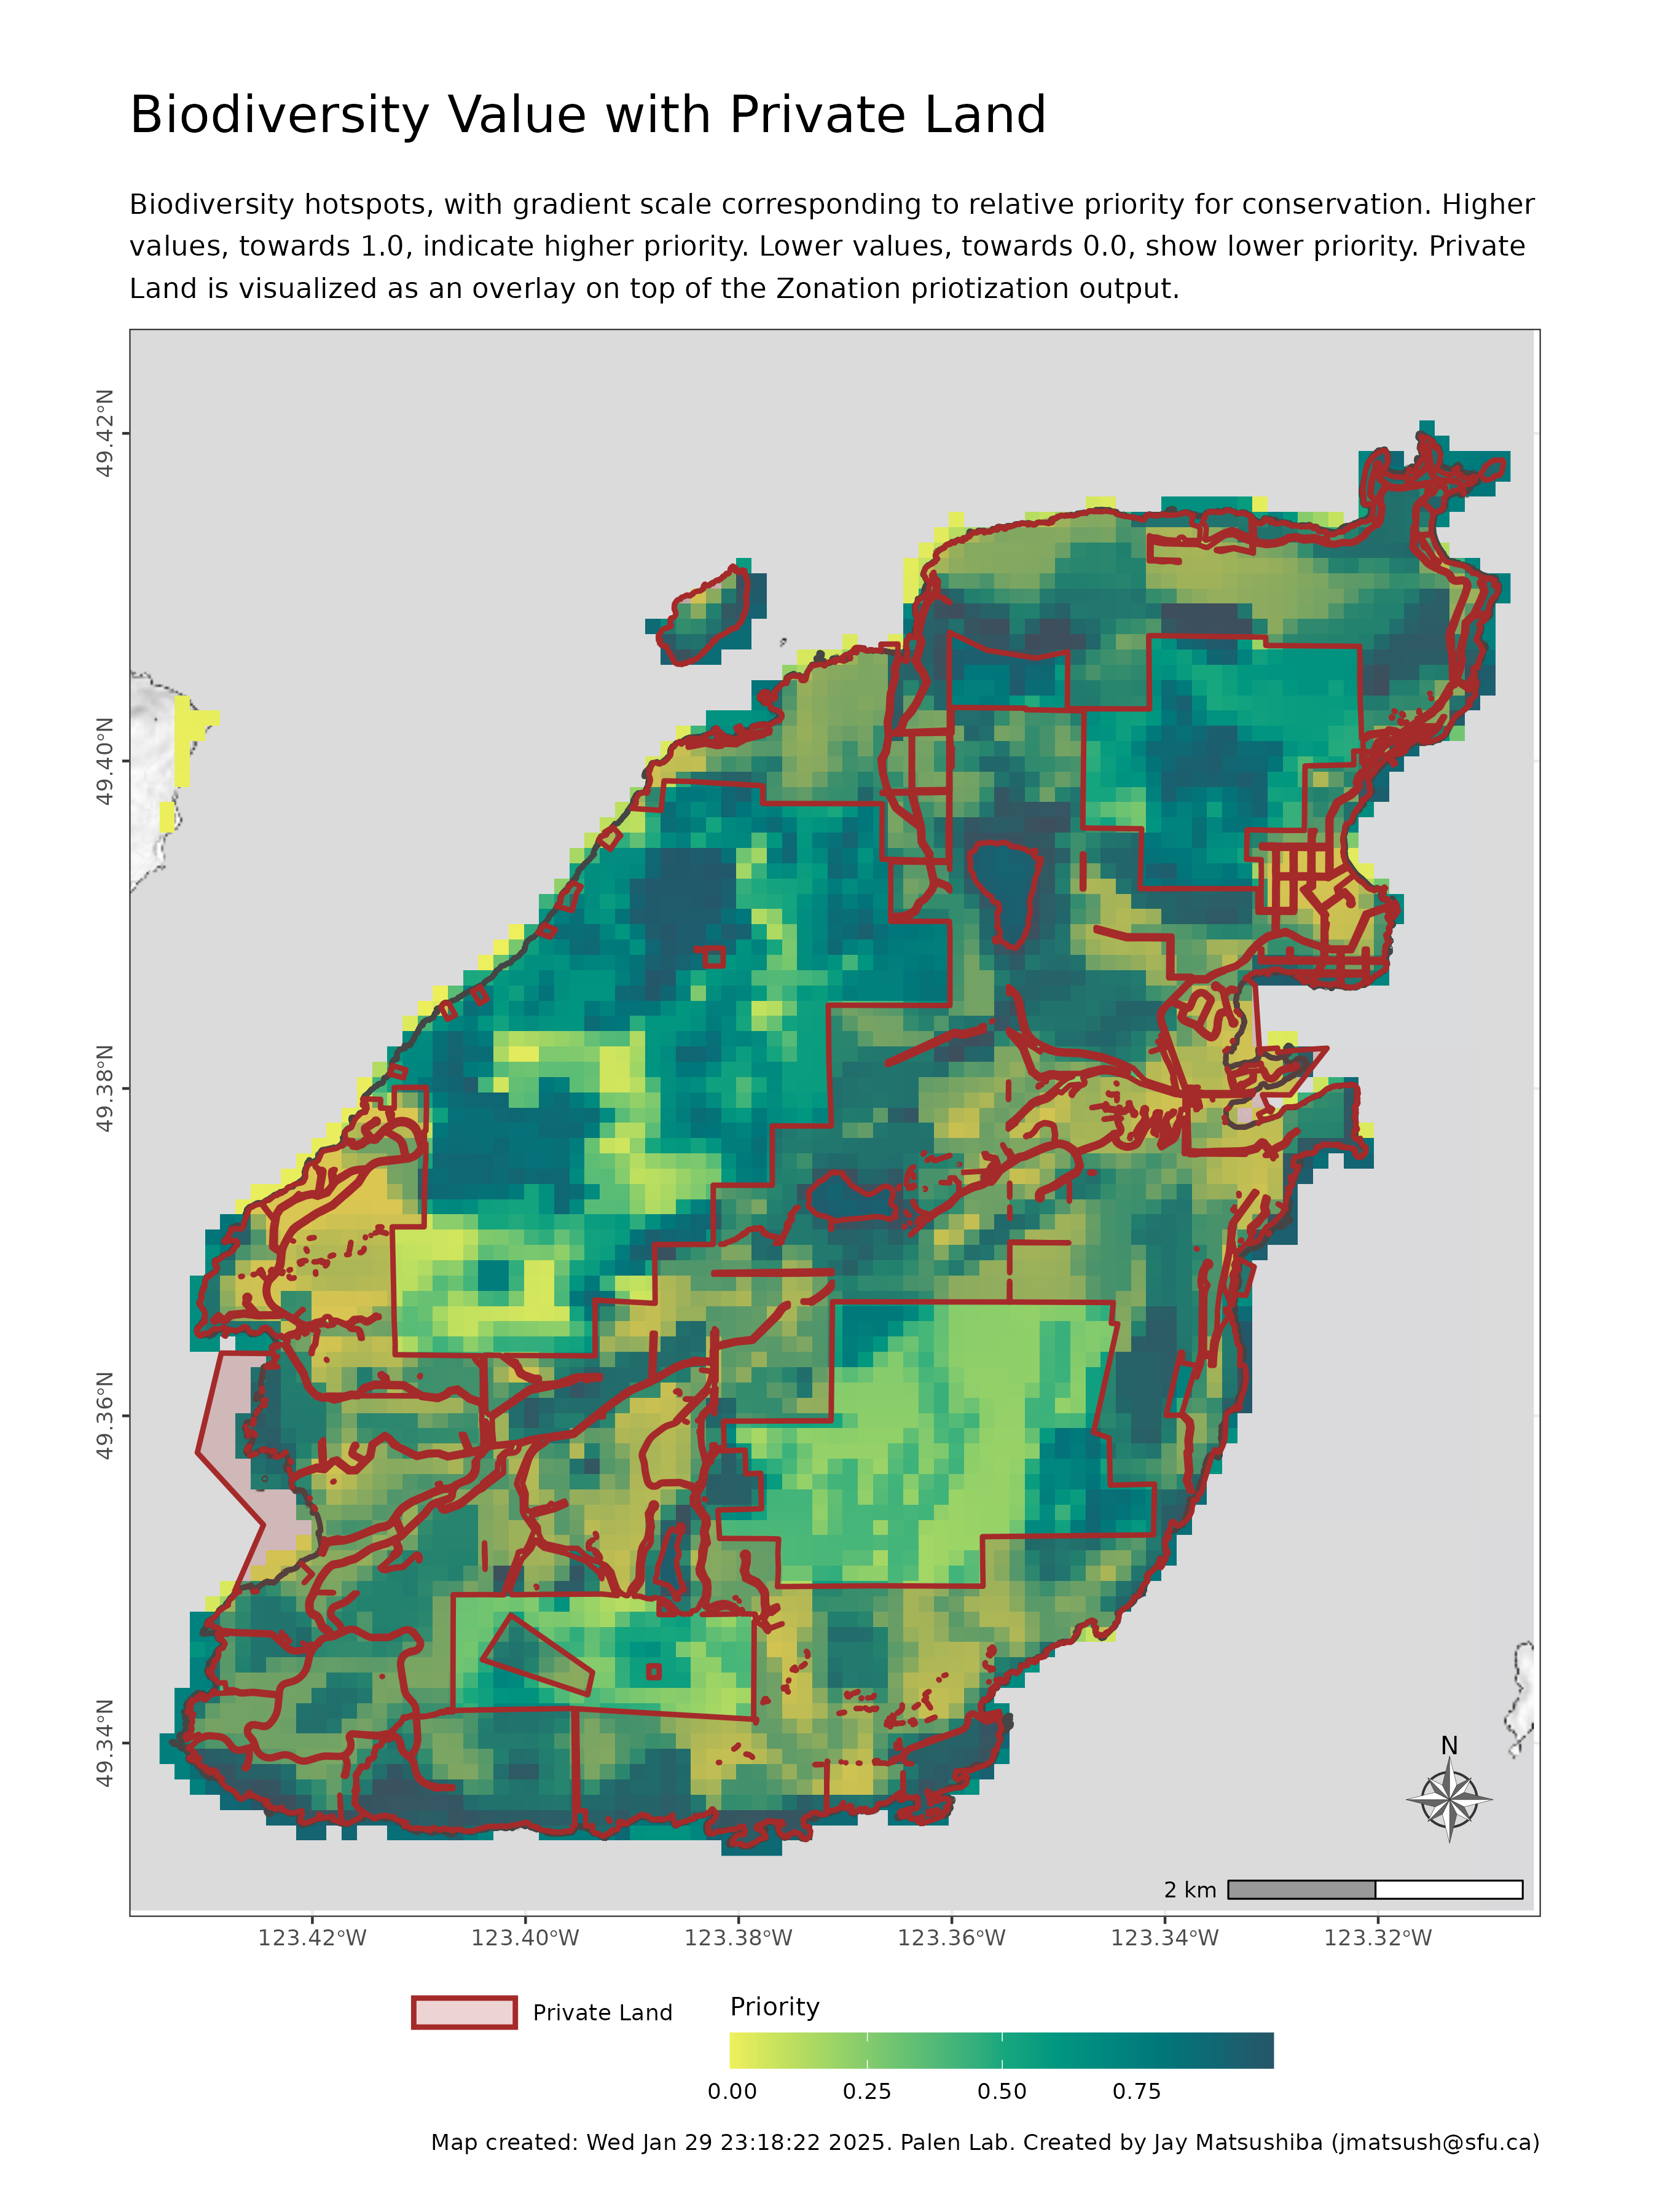 Biodiversity Value with Private Land
Biodiversity hotspots, with gradient scale corresponding to relative priority for conservation. Higher
values, towards 1.0, indicate higher priority. Lower values, towards 0.0, show lower priority. Private
Land is visualized as an overlay on top of the Zonation priotization output.
49.42°N
49.40°N
49.38°N
49.36°N
49.34°N
N
2 km
123.42°W
123.40°W
123.38°W
123.36°W
123.34°W
123.32°W
Private Land
Priority
0.00
0.25
0.50
0.75
Map created: Wed Jan 29 23:18:22 2025. Palen Lab. Created by Jay Matsushiba (jmatsush@sfu.ca)